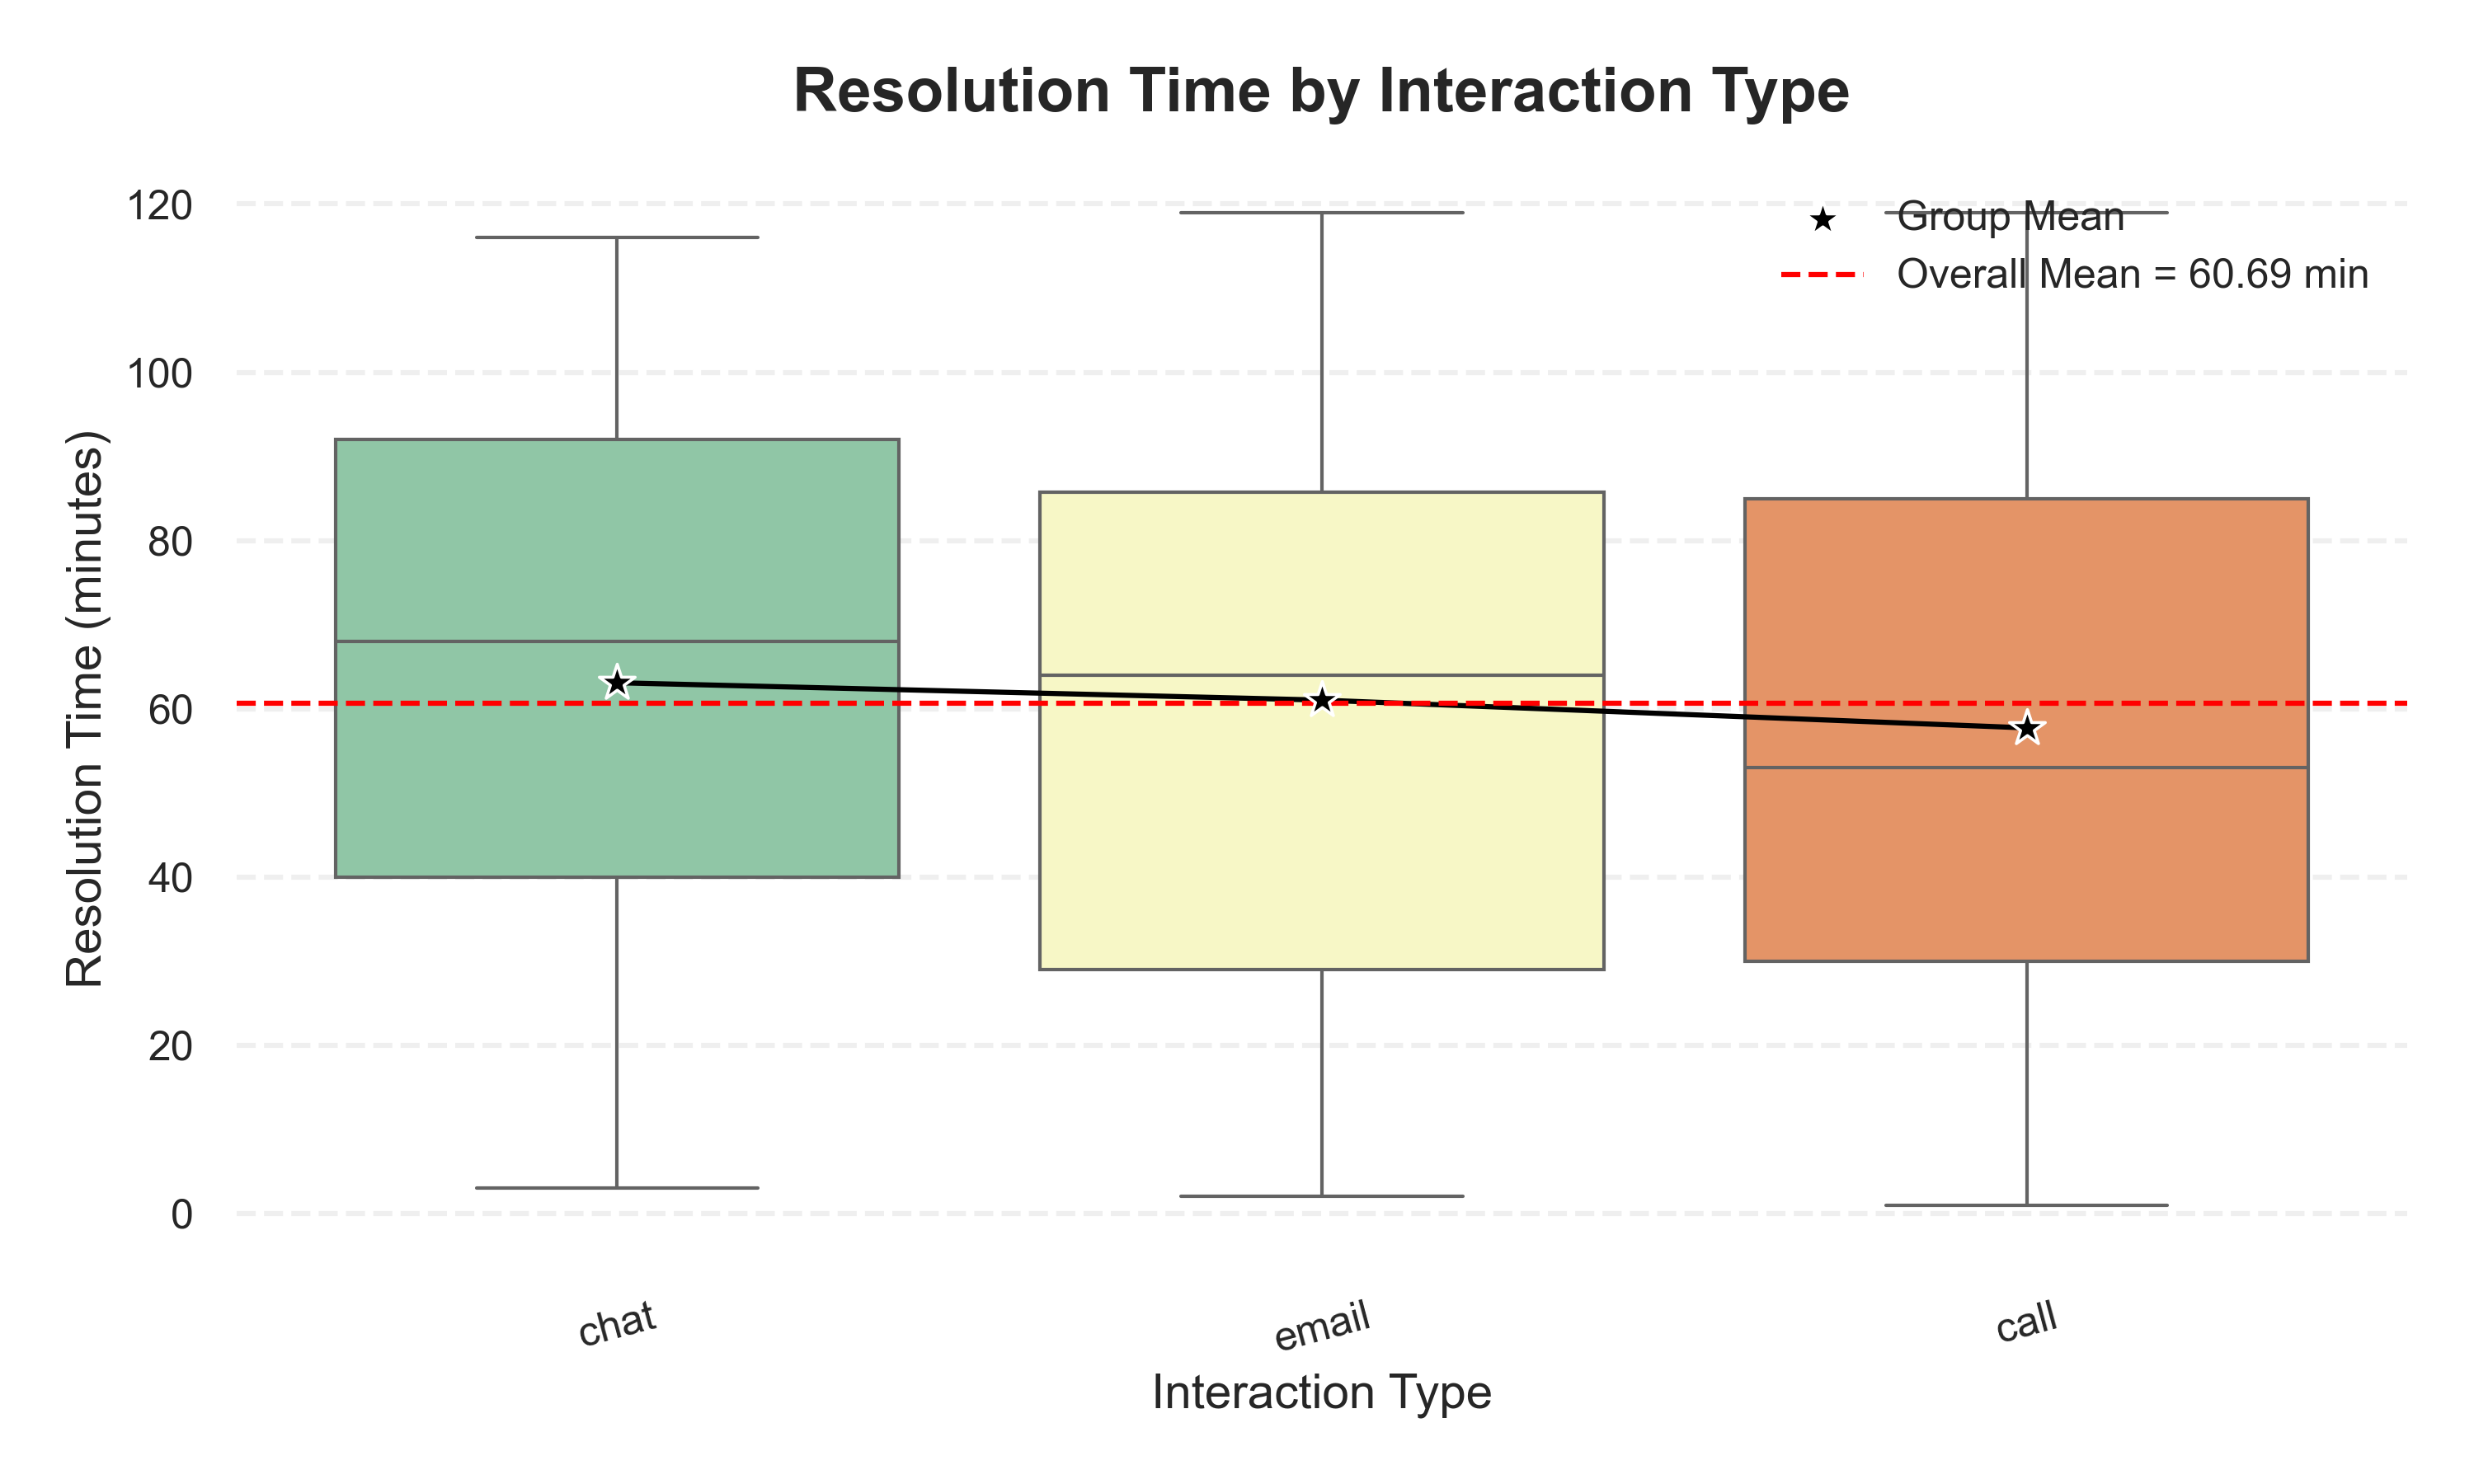 Resolution Time by Interaction Type
Group Mean
Overall Mean = 60.69 min
Resolution Time (minutes)
120
100
80
60
40
20
0
chat
email
call
Interaction Type